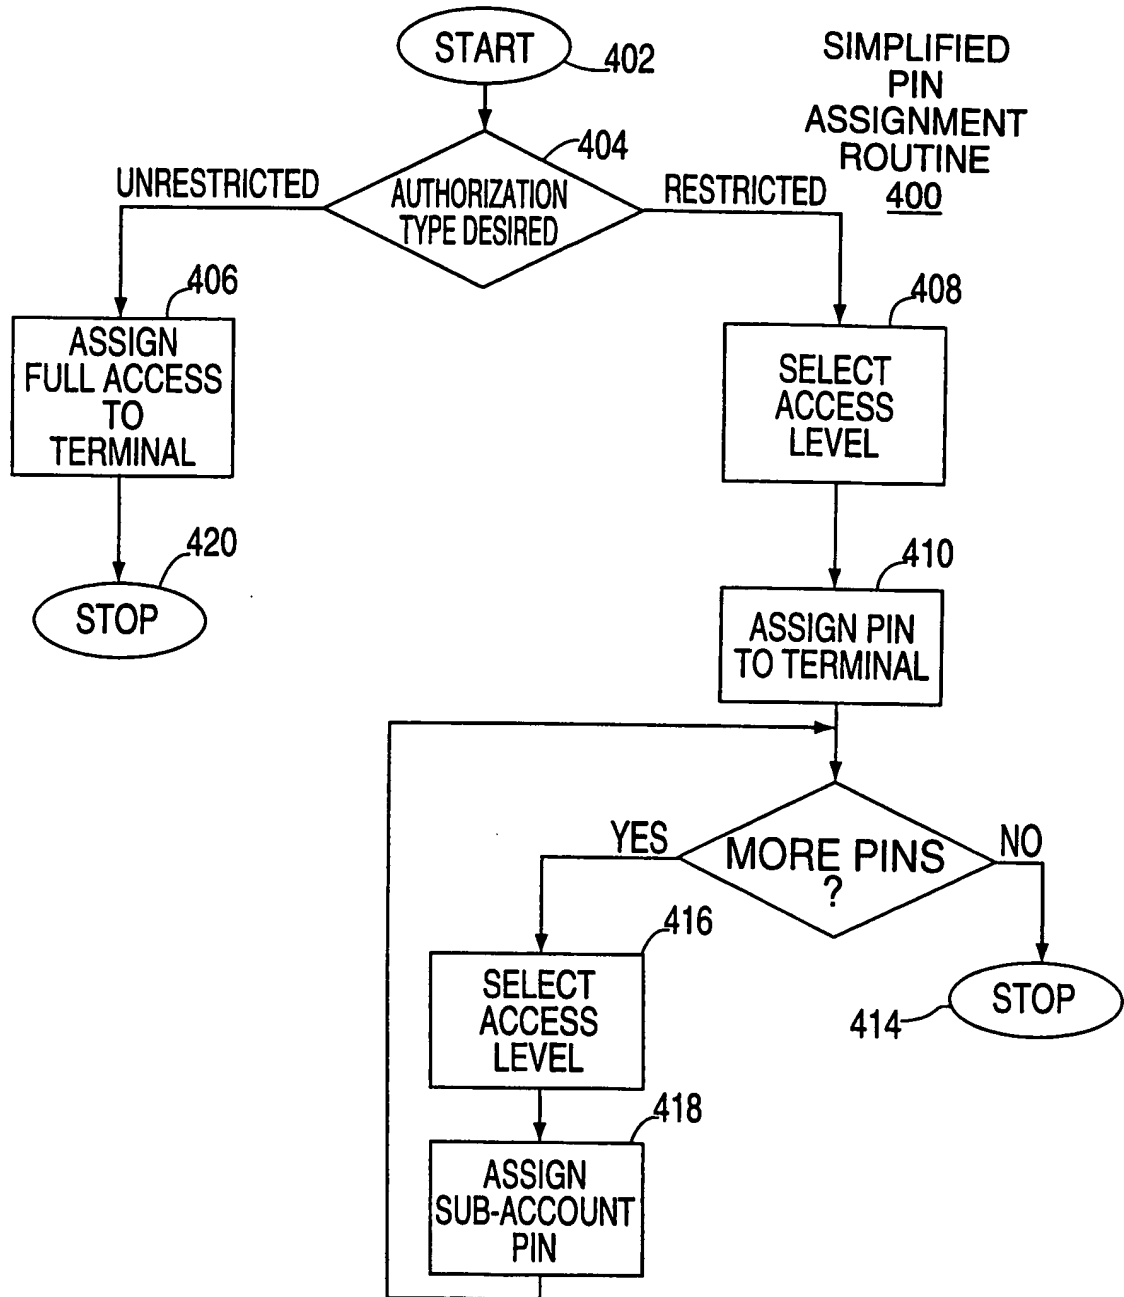 START
402
SIMPLIFIED
PIN
ASSIGNMENT
ROUTINE
400
404
AUTHORIZATION
TYPE DESIRED
UNRESTRICTED
RESTRICTED
406
ASSIGN
FULL ACCESS
TO
TERMINAL
408
SELECT
ACCESS
LEVEL
420
STOP
410
ASSIGN PIN
TO TERMINAL
YES
MORE PINS
?
NO
416
SELECT
ACCESS
LEVEL
STOP
414
418
ASSIGN
SUB-ACCOUNT
PIN